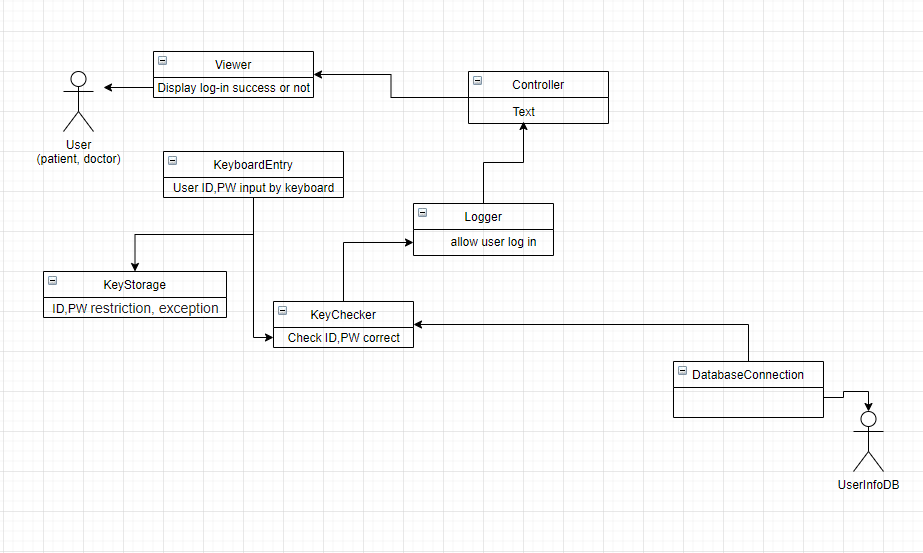 Viewer
Display log-in success or not
Controller
Text
User
(patient, doctor)
KeyboardEntry
User ID,PW input by keyboard
Logger
allow user log in
KeyStorage
ID,PW restriction, exception
KeyChecker
Check ID,PW correct
DatabaseConnection
UserInfoDB